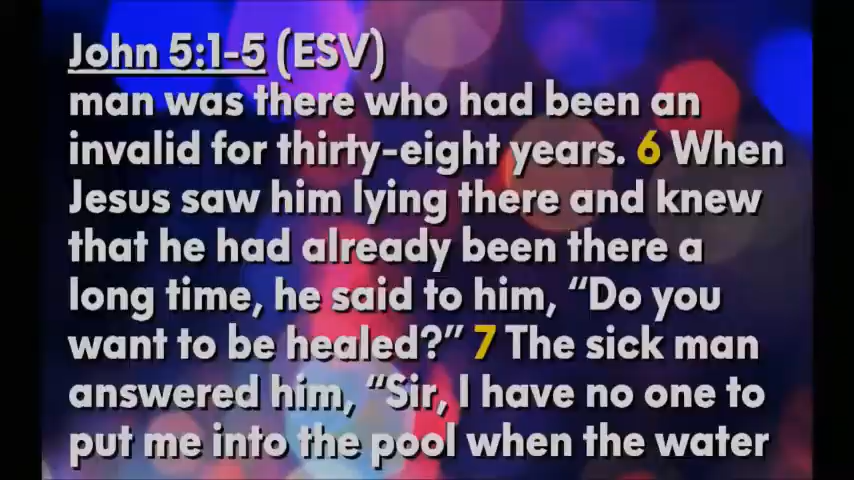 John 5:1-5 (ESV)
man was there who had been an
invalid for thirty-eight years. 6 When
Jesus saw him lying there and knew
that he had already been there a
long time, he said to him, “Do you
want to be healed?” 7 The sick man
answered him, “Sir, I have no one to
put me into the pool when the water